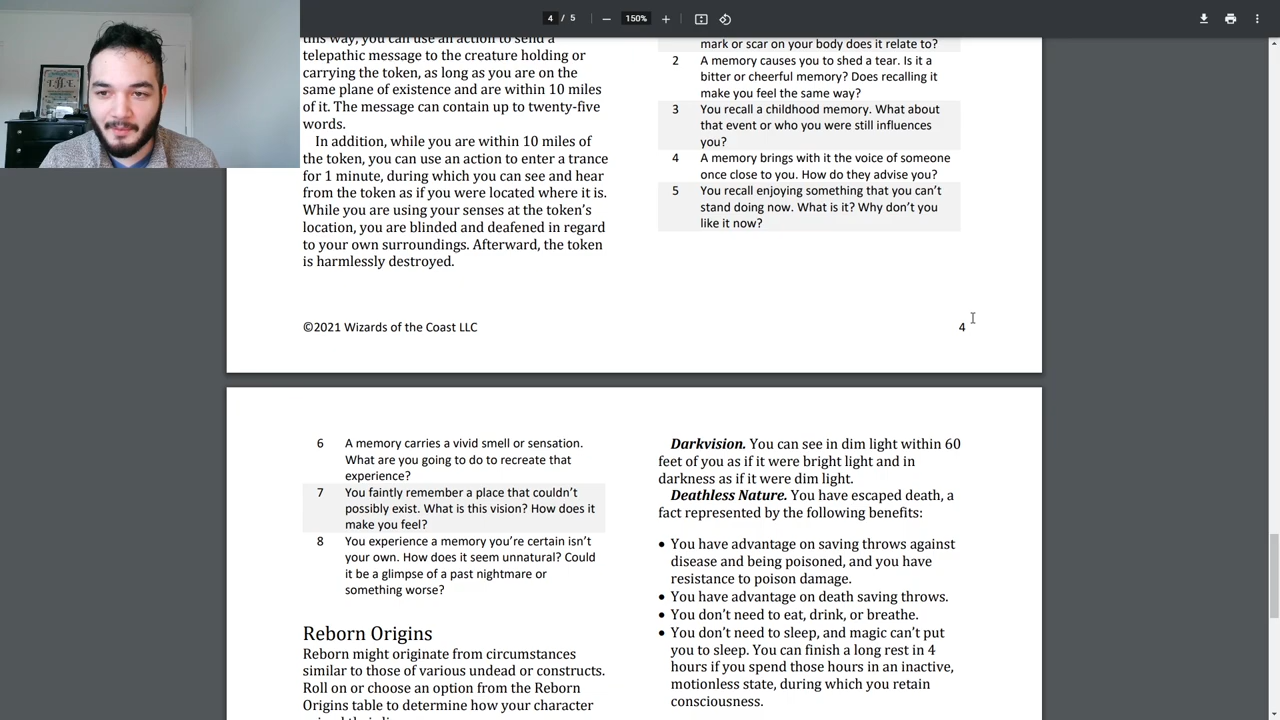 4 / 5
150%
this way, you can use an action to send a
telepathic message to the creature holding or
carrying the token, as long as you are on the
same plane of existence and are within 10 miles
of it. The message can contain up to twenty-five
words.
In addition, while you are within 10 miles of
the token, you can use an action to enter a trance
for 1 minute, during which you can see and hear
from the token as if you were located where it is.
While you are using your senses at the token's
location, you are blinded and deafened in regard
to your own surroundings. Afterward, the token
is harmlessly destroyed.
mark or scar on your body does it relate to?
2 A memory causes you to shed a tear. Is it a
bitter or cheerful memory? Does recalling it
make you feel the same way?
3 You recall a childhood memory. What about
that event or who you were still influences
you?
4 A memory brings with it the voice of someone
once close to you. How do they advise you?
5 You recall enjoying something that you can't
stand doing now. What is it? Why don't you
like it now?
©2021 Wizards of the Coast LLC
4
6 A memory carries a vivid smell or sensation.
What are you going to do to recreate that
experience?
7 You faintly remember a place that couldn't
possibly exist. What is this vision? How does it
make you feel?
8 You experience a memory you're certain isn't
your own. How does it seem unnatural? Could
it be a glimpse of a past nightmare or
something worse?
Reborn Origins
Reborn might originate from circumstances
similar to those of various undead or constructs.
Roll on or choose an option from the Reborn
Origins table to determine how your character
Darkvision. You can see in dim light within 60
feet of you as if it were bright light and in
darkness as if it were dim light.
Deathless Nature. You have escaped death, a
fact represented by the following benefits:
• You have advantage on saving throws against
disease and being poisoned, and you have
resistance to poison damage.
• You have advantage on death saving throws.
• You don't need to eat, drink, or breathe.
• You don't need to sleep, and magic can't put
you to sleep. You can finish a long rest in 4
hours if you spend those hours in an inactive,
motionless state, during which you retain
consciousness.